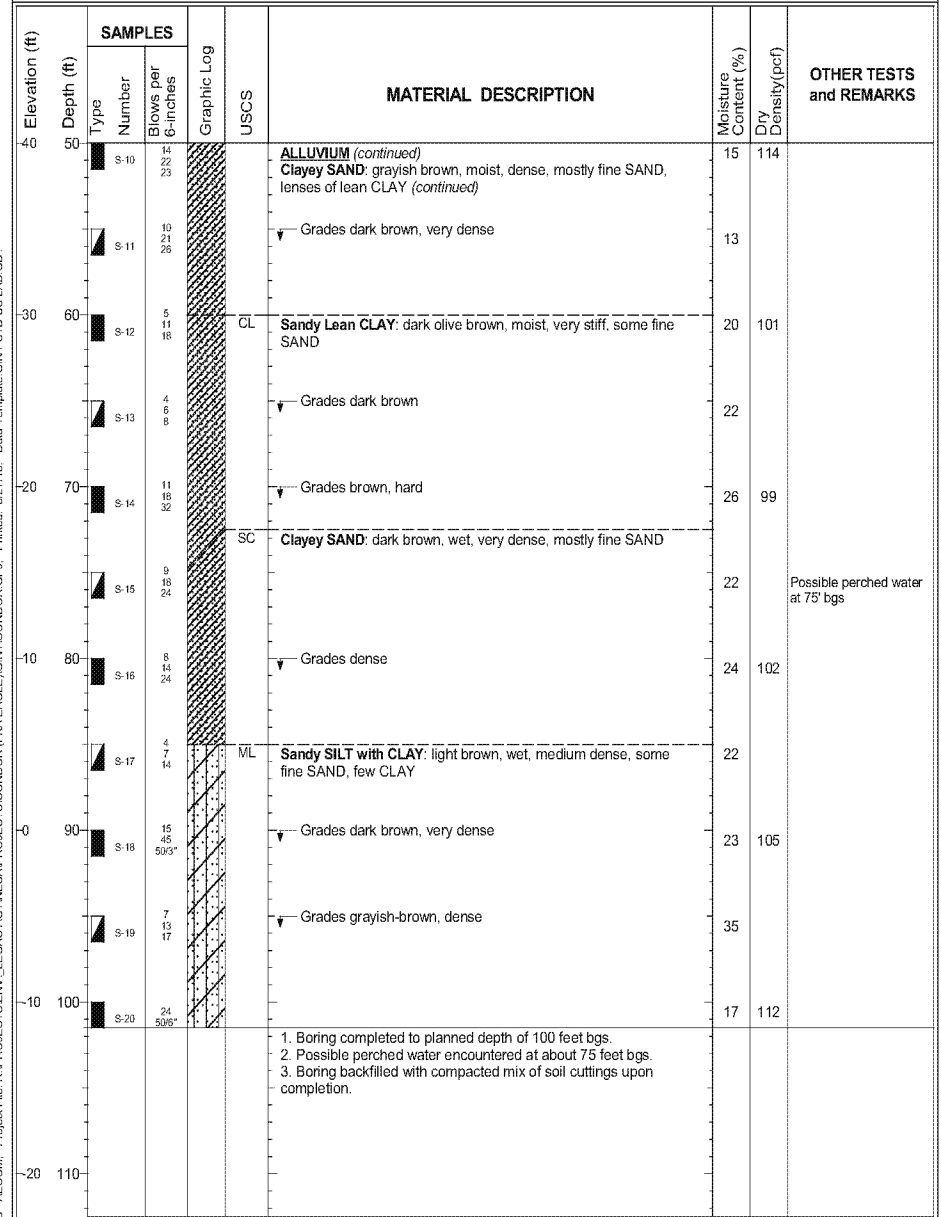 SAMPLES
Elevation (ft)
Depth (ft)
Type
Number
Blows per
6-inches
Graphic Log
USCS
MATERIAL DESCRIPTION
Moisture
Content (%)
Dry
Density(pcf)
OTHER TESTS
and REMARKS
40 50
S-10
14
22
23
ALLUVIUM (continued)
Clayey SAND: grayish brown, moist, dense, mostly fine SAND,
lenses of lean CLAY (continued)
15 114
S-11
10
21
26
Grades dark brown, very dense
13
30 60
S-12
5
11
18
CL
Sandy Lean CLAY: dark olive brown, moist, very stiff, some fine
SAND
20 101
S-13
4
6
8
Grades dark brown
22
20 70
S-14
11
18
32
Grades brown, hard
26 99
SC
Clayey SAND: dark brown, wet, very dense, mostly fine SAND
S-15
9
18
24
22
Possible perched water
at 75' bgs
10 80
S-16
8
14
24
Grades dense
24 102
S-17
4
7
14
ML
Sandy SILT with CLAY: light brown, wet, medium dense, some
fine SAND, few CLAY
22
0 90
S-18
15
45
50/3"
Grades dark brown, very dense
23 105
S-19
7
13
17
Grades grayish-brown, dense
35
-10 100
S-20
24
50/6"
17 112
1. Boring completed to planned depth of 100 feet bgs.
2. Possible perched water encountered at about 75 feet bgs.
3. Boring backfilled with compacted mix of soil cuttings upon
completion.
-20 110